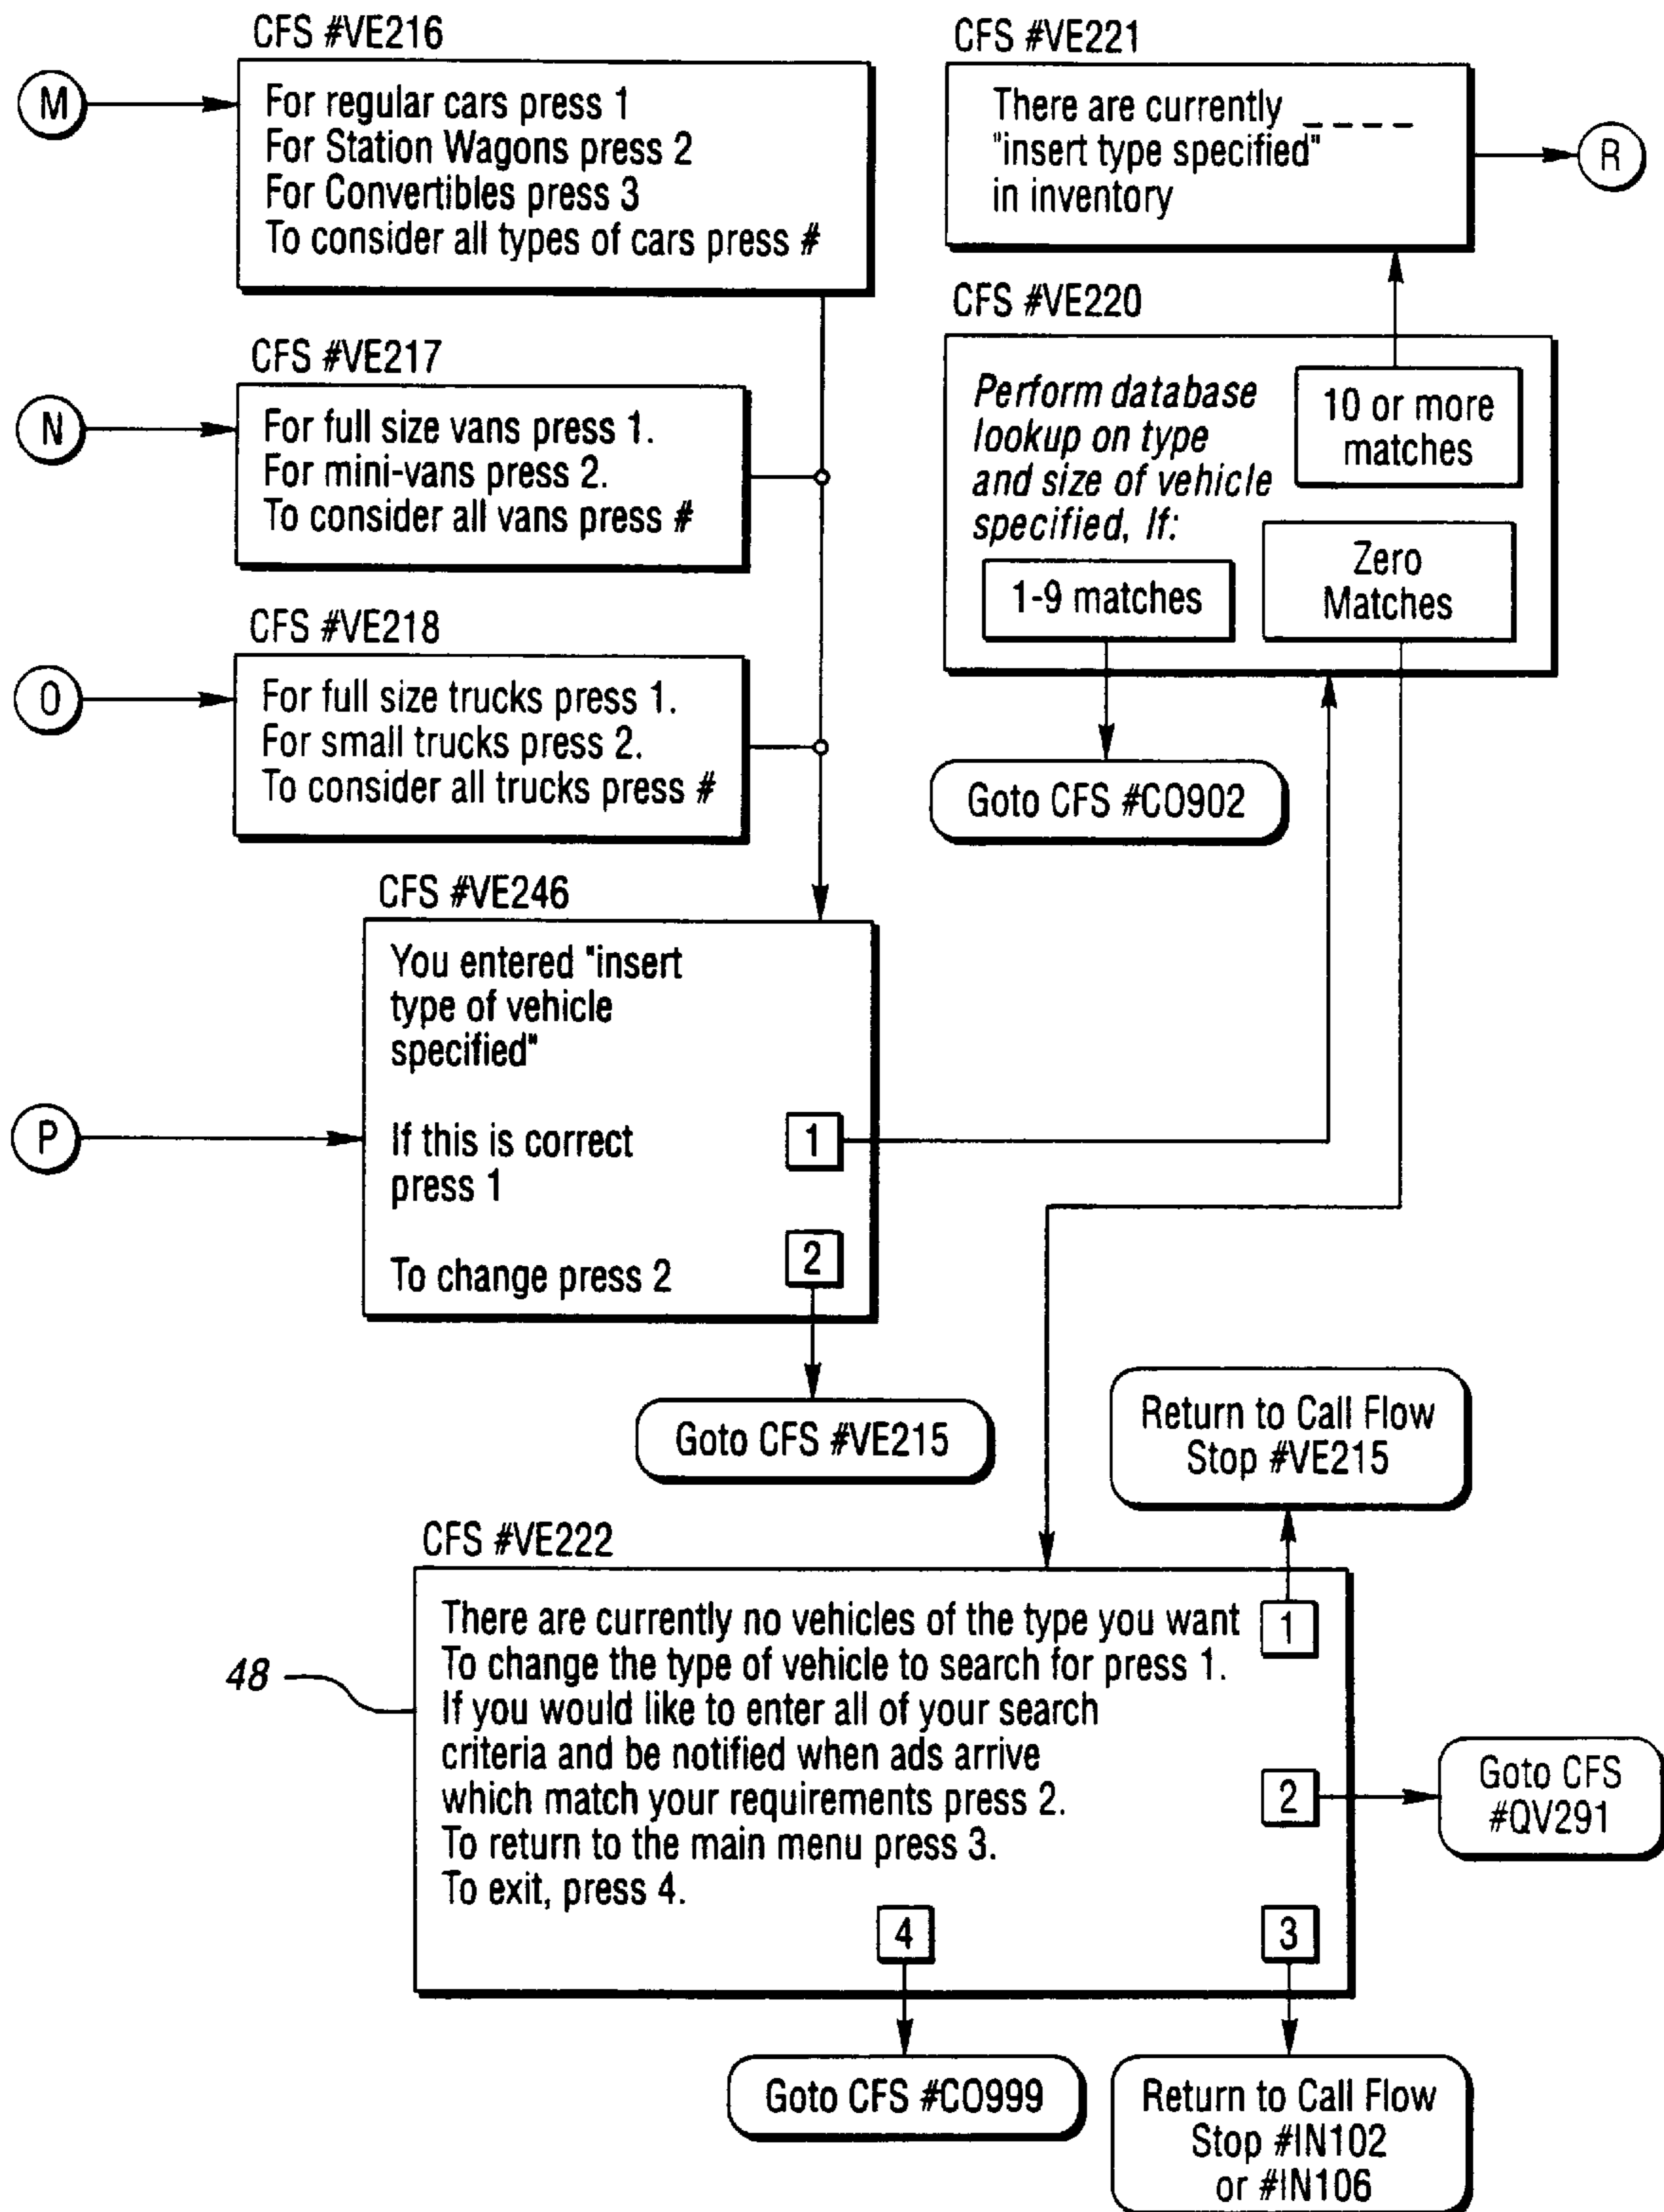 CFS #VE216
M
For regular cars press 1
For Station Wagons press 2
For Convertibles press 3
To consider all types of cars press #
CFS #VE217
N
For full size vans press 1.
For mini-vans press 2.
To consider all vans press #
CFS #VE218
O
For full size trucks press 1.
For small trucks press 2.
To consider all trucks press #
CFS #VE246
P
You entered "insert
type of vehicle
specified"
If this is correct
press 1
1
To change press 2
2
Goto CFS #VE215
CFS #VE221
There are currently _ _ _ _
"insert type specified"
in inventory
R
CFS #VE220
Perform database
lookup on type
and size of vehicle
specified, If:
10 or more
matches
1-9 matches
Zero
Matches
Goto CFS #CO902
Return to Call Flow
Stop #VE215
CFS #VE222
48
There are currently no vehicles of the type you want
To change the type of vehicle to search for press 1.
If you would like to enter all of your search
criteria and be notified when ads arrive
which match your requirements press 2.
To return to the main menu press 3.
To exit, press 4.
1
2
3
4
Goto CFS
#QV291
Goto CFS #CO999
Return to Call Flow
Stop #IN102
or #IN106